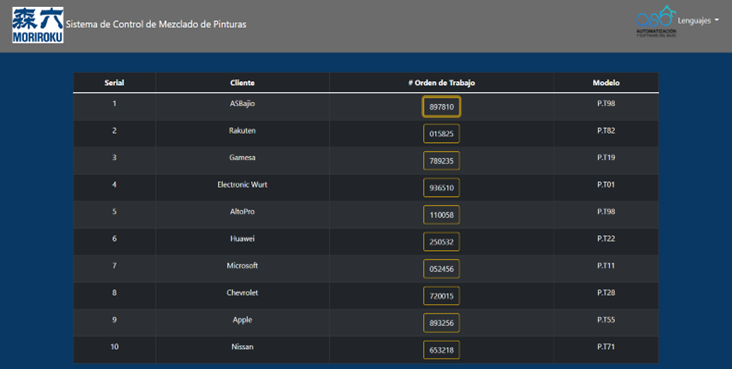 森六
MORIROKU
Sistema de Control de Mezclado de Pinturas
AUTOMATIZACIÓN
Lenguajes
Serial Cliente # Orden de Trabajo Modelo
1 ASBajio 897810 P.T98
2 Rakuten 015825 P.T82
3 Gamesa 789235 P.T19
4 Electronic Wurt 936510 P.T01
5 AltoPro 110058 P.T98
6 Huawei 250532 P.T22
7 Microsoft 052456 P.T11
8 Chevrolet 720015 P.T28
9 Apple 893256 P.T55
10 Nissan 653218 P.T71